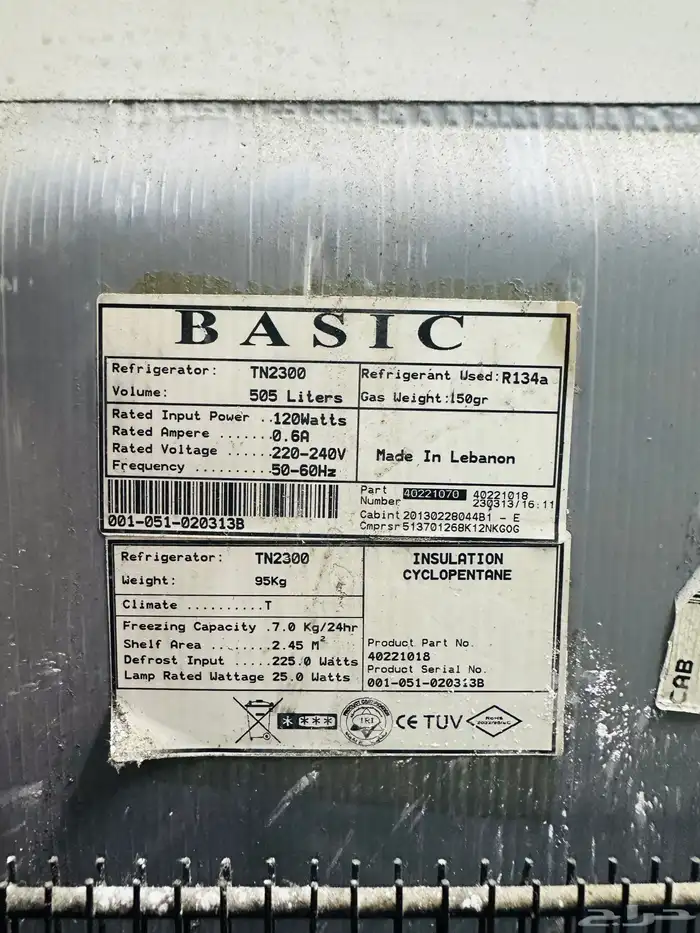 BASIC
Refrigerator: TN2300
Volume: 505 Liters
Refrigerant Used: R134a
Gas Weight: 150gr
Rated Input Power ..120Watts
Rated Ampere .......0.6A
Rated Voltage ......220-240V
Frequency ..........50-60Hz
Made In Lebanon
001-051-020313B
Part Number 40221070 40221018
230313/16:11
Cabint 20130228044B1 - E
Cmprsr 513701268K12NKG0G
Refrigerator: TN2300
Weight: 95Kg
Climate ..........T
Freezing Capacity .7.0 Kg/24hr
Shelf Area ........2.45 M²
Defrost Input .....225.0 Watts
Lamp Rated Wattage 25.0 Watts
INSULATION
CYCLOPENTANE
Product Part No.
40221018
Product Serial No.
001-051-020313B
**** IRI CE TUV RoHS
CAB
حراج